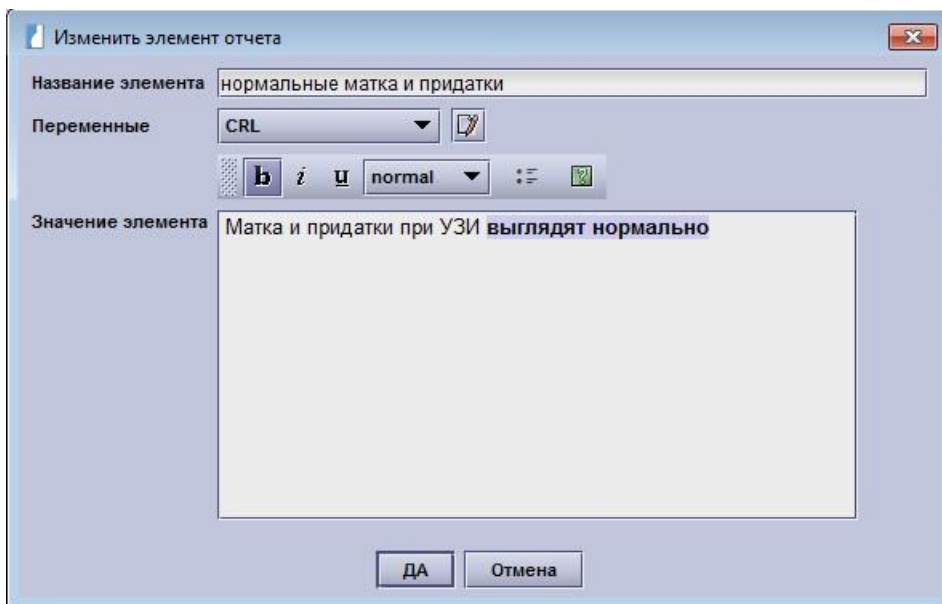 Изменить элемент отчета
Название элемента нормальные матка и придатки
Переменные CRL
b i u normal
Значение элемента Матка и придатки при УЗИ выглядят нормально
ДА Отмена